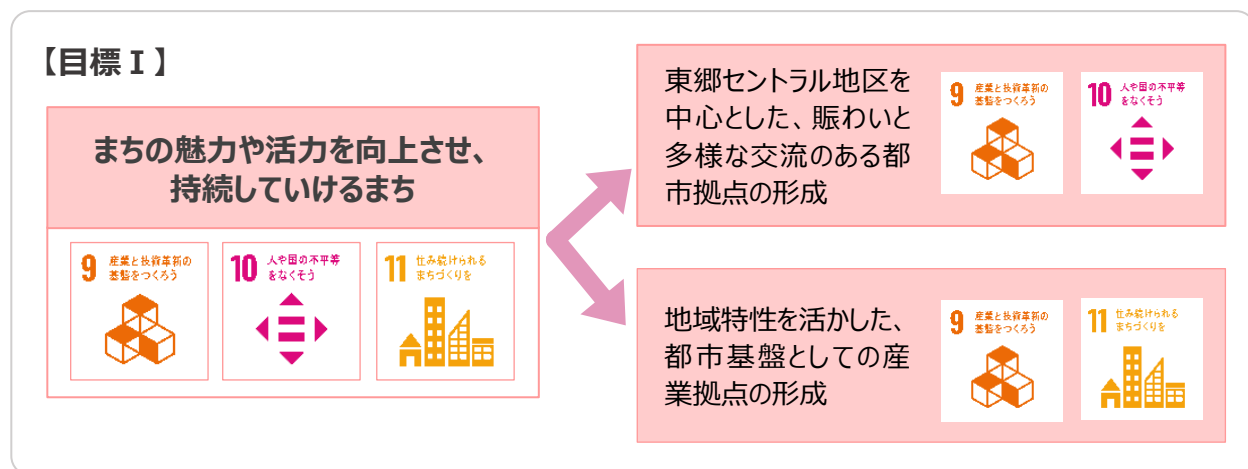 【目標Ⅰ】
まちの魅力や活力を向上させ、
持続していけるまち
9 産業と技術革新の
基盤をつくろう
10 人や国の不平等
をなくそう
11 住み続けられる
まちづくりを
東郷セントラル地区を
中心とした、賑わいと
多様な交流のある都
市拠点の形成
9 産業と技術革新の
基盤をつくろう
10 人や国の不平等
をなくそう
地域特性を活かした、
都市基盤としての産
業拠点の形成
9 産業と技術革新の
基盤をつくろう
11 住み続けられる
まちづくりを